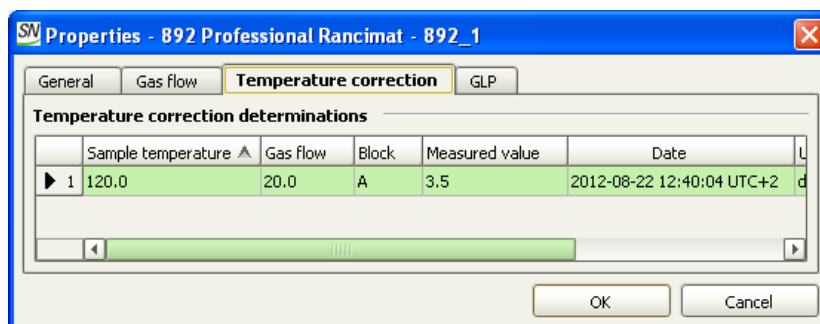 SN Properties - 892 Professional Rancimat - 892_1
General Gas flow Temperature correction GLP
Temperature correction determinations
Sample temperature Gas flow Block Measured value Date
1 120.0 20.0 A 3.5 2012-08-22 12:40:04 UTC+2
OK Cancel